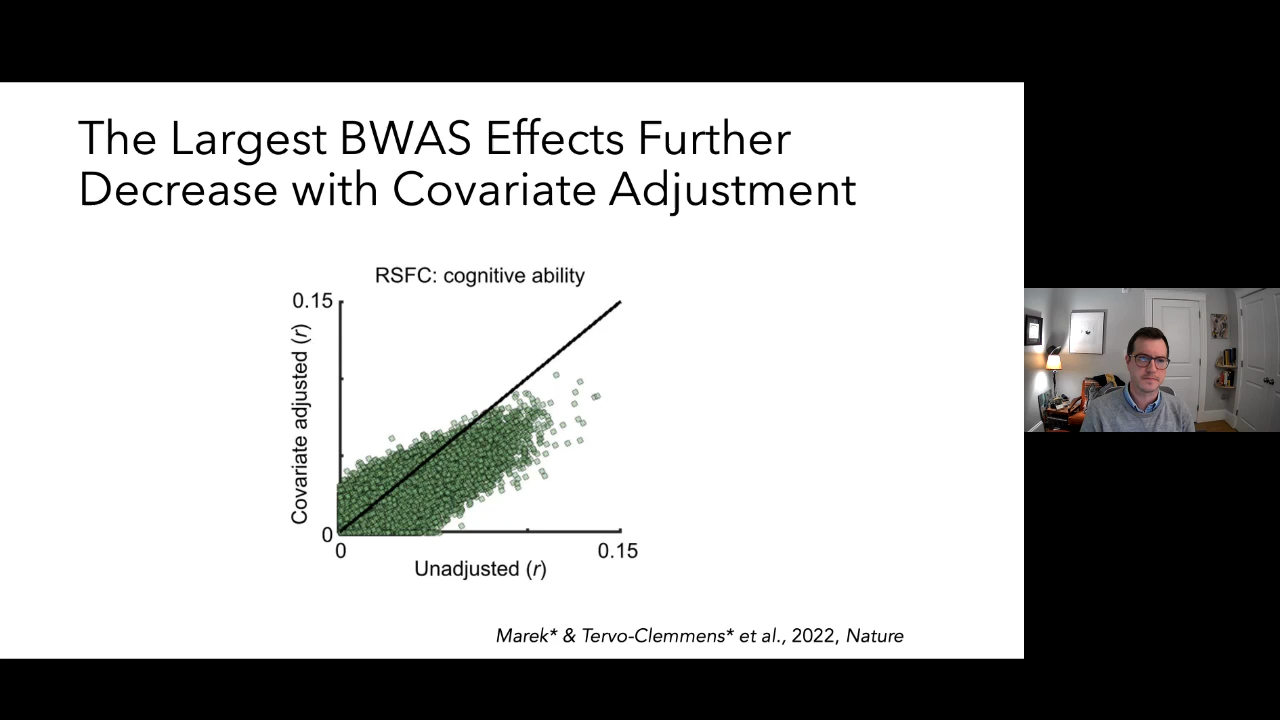 The Largest BWAS Effects Further
Decrease with Covariate Adjustment
RSFC: cognitive ability
0.15
Covariate adjusted (r)
0
0
0.15
Unadjusted (r)
Marek* & Tervo-Clemmens* et al., 2022, Nature